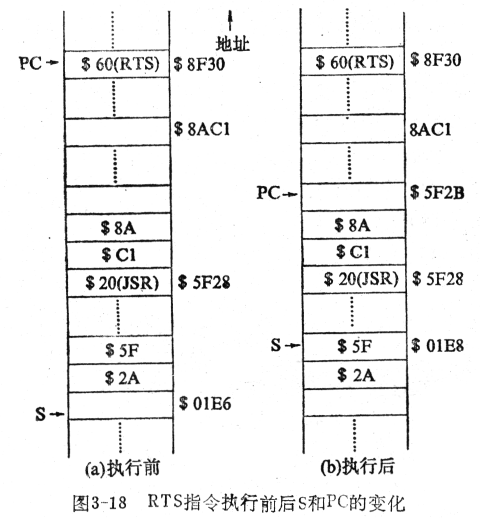 地址
PC→ $60(RTS) $8F30
$8AC1
$8A
$C1
$20(JSR) $5F28
$5F
$2A
S→ $01E6
(a)执行前
$60(RTS) $8F30
8AC1
PC→ $5F2B
$8A
$C1
$20(JSR) $5F28
S→ $5F $01E8
$2A
(b)执行后
图3-18 RTS指令执行前后S和PC的变化